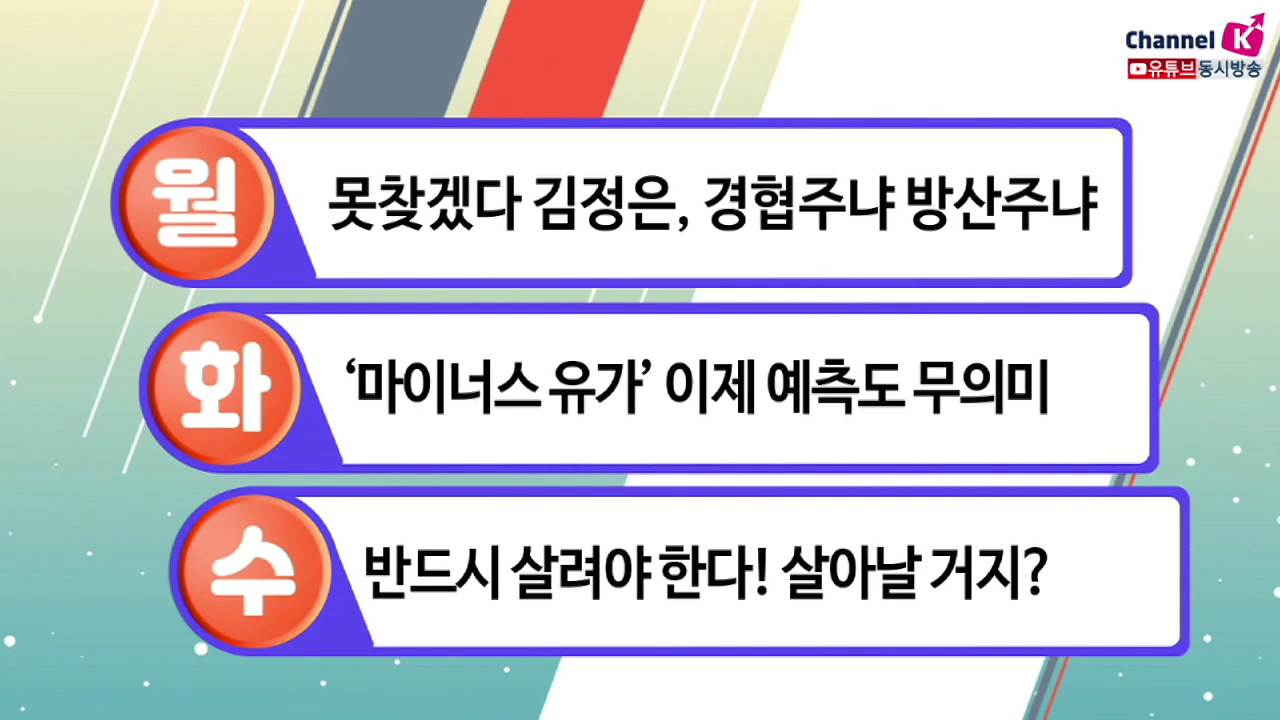 Channel K
유튜브동시방송
월
못찾겠다 김정은, 경협주냐 방산주냐
화
‘마이너스 유가’ 이제 예측도 무의미
수
반드시 살려야 한다! 살아날 거지?